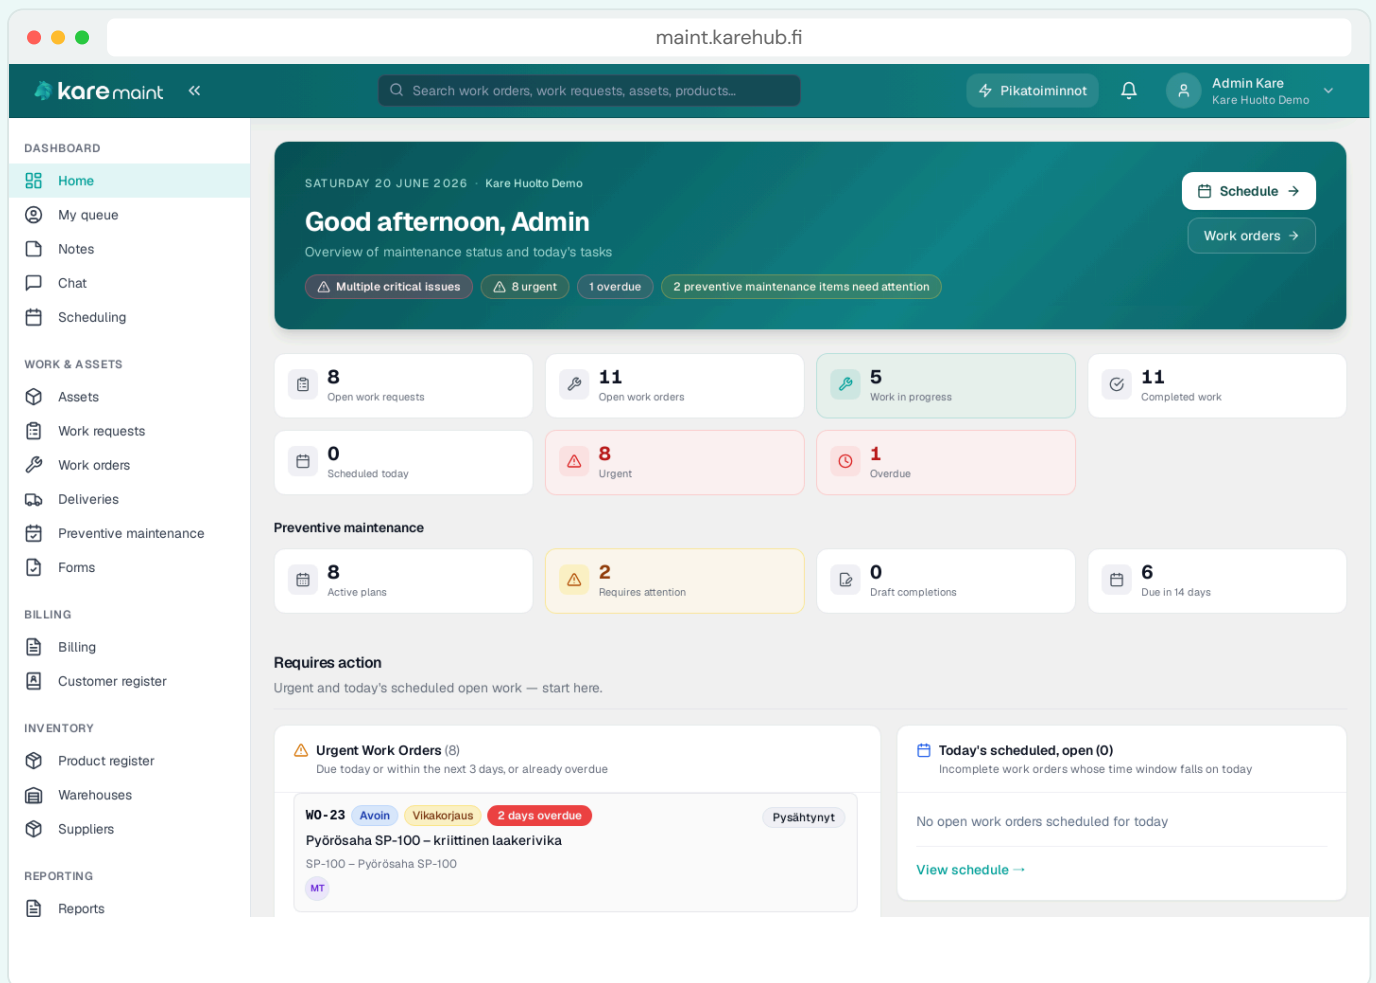 maint.karehub.fi
kare maint
Search work orders, work requests, assets, products...
Pikatoiminnot
Admin Kare
Kare Huolto Demo
DASHBOARD
Home
My queue
Notes
Chat
Scheduling
WORK & ASSETS
Assets
Work requests
Work orders
Deliveries
Preventive maintenance
Forms
BILLING
Billing
Customer register
INVENTORY
Product register
Warehouses
Suppliers
REPORTING
Reports
SATURDAY 20 JUNE 2026 · Kare Huolto Demo
Good afternoon, Admin
Overview of maintenance status and today's tasks
Multiple critical issues
8 urgent
1 overdue
2 preventive maintenance items need attention
Schedule →
Work orders →
8
Open work requests
11
Open work orders
5
Work in progress
11
Completed work
0
Scheduled today
8
Urgent
1
Overdue
Preventive maintenance
8
Active plans
2
Requires attention
0
Draft completions
6
Due in 14 days
Requires action
Urgent and today's scheduled open work — start here.
Urgent Work Orders (8)
Due today or within the next 3 days, or already overdue
WO-23 Avoin Vikakorjaus 2 days overdue
Pysähtynyt
Pyörösaha SP-100 – kriittinen laakerivika
SP-100 – Pyörösaha SP-100
MT
Today's scheduled, open (0)
Incomplete work orders whose time window falls on today
No open work orders scheduled for today
View schedule →